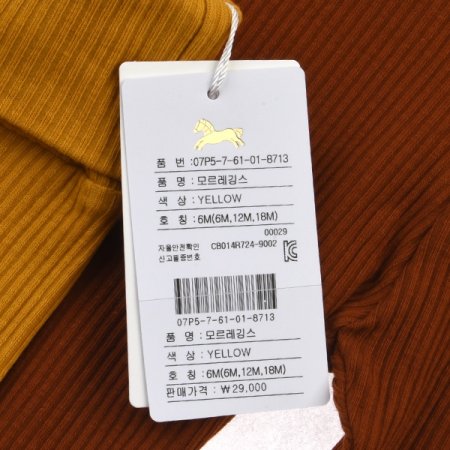 품 번 : 07P5-7-61-01-8713
품 명 : 모르레깅스
색 상 : YELLOW
호 칭 : 6M(6M,12M,18M)
00029
자율안전확인 CB014R724-9002
신고필증번호
07P5-7-61-01-8713
품 명 : 모르레깅스
색 상 : YELLOW
호 칭 : 6M(6M,12M,18M)
판매가격 : ₩29,000